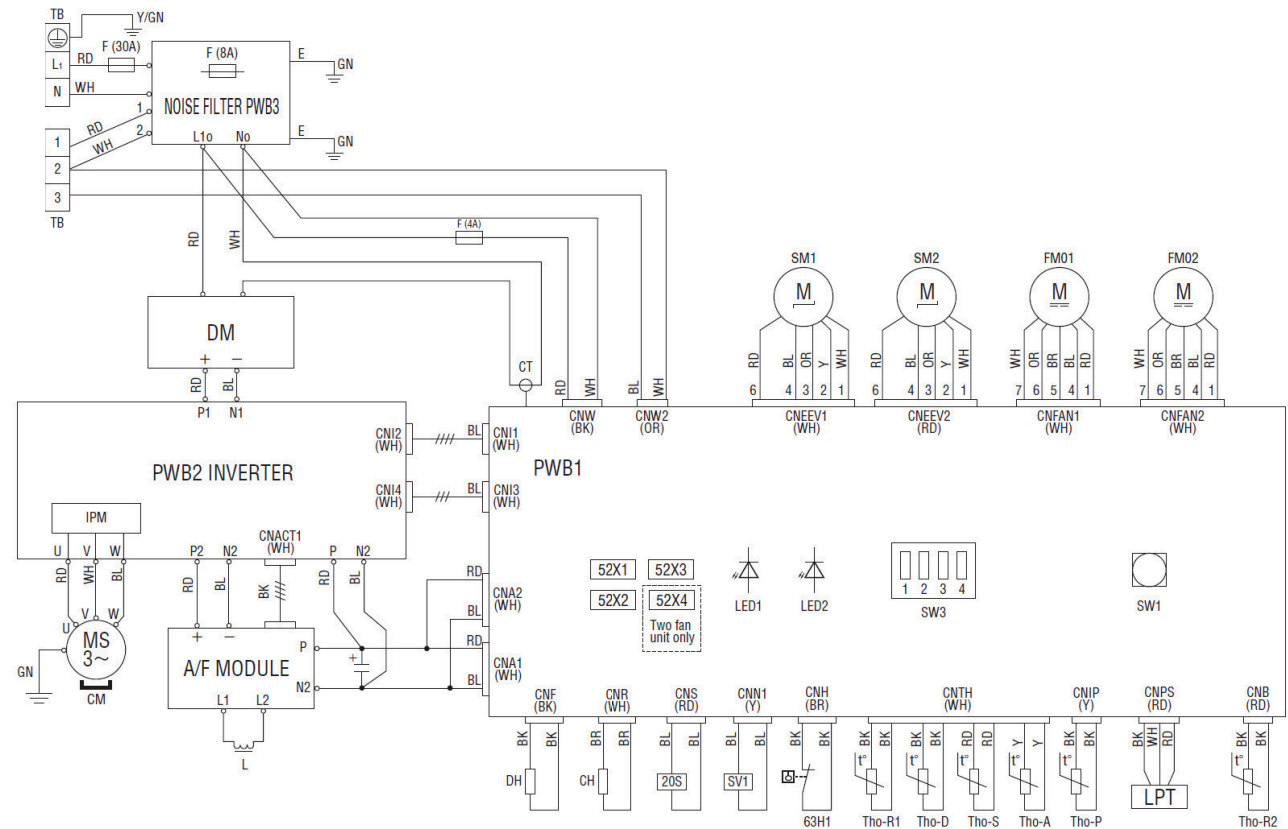 TB
Y/GN
F (30A)
L1
RD
N
WH
F (8A)
NOISE FILTER PWB3
E
GN
E
GN
1
2
RD
WH
L1o
No
1
2
3
TB
RD
WH
F (4A)
DM
+
−
RD
BL
P1
N1
CT
RD
WH
BL
WH
SM1
M
SM2
M
FM01
M
FM02
M
RD
BL
OR
Y
WH
RD
BL
OR
Y
WH
WH
OR
BR
BL
RD
WH
OR
BR
BL
RD
6
4
3
2
1
6
4
3
2
1
7
6
5
4
1
7
6
5
4
1
CNW
(BK)
CNW2
(OR)
CNEEV1
(WH)
CNEEV2
(RD)
CNFAN1
(WH)
CNFAN2
(WH)
PWB2 INVERTER
CNI2
(WH)
BL
CNI1
(WH)
CNI4
(WH)
BL
CNI3
(WH)
PWB1
IPM
U
V
W
P2
N2
CNACT1
(WH)
P
N2
RD
WH
BL
RD
BL
BK
RD
BL
U
V
W
MS
3~
GN
CM
+
−
A/F MODULE
P
N2
L1
L2
L
+
RD
BL
CNA2
(WH)
RD
BL
CNA1
(WH)
52X1
52X3
52X2
52X4
Two fan
unit only
LED1
LED2
1
2
3
4
SW3
SW1
CNF
(BK)
CNR
(WH)
CNS
(RD)
CNN1
(Y)
CNH
(BR)
CNTH
(WH)
CNIP
(Y)
CNPS
(RD)
CNB
(RD)
BK
BK
BR
BR
BL
BL
BL
BL
BK
BK
BK
BK
BK
BK
RD
RD
Y
Y
BK
BK
BK
WH
RD
BK
BK
DH
CH
20S
SV1
t°
t°
t°
t°
t°
t°
LPT
63H1
Tho-R1
Tho-D
Tho-S
Tho-A
Tho-P
Tho-R2